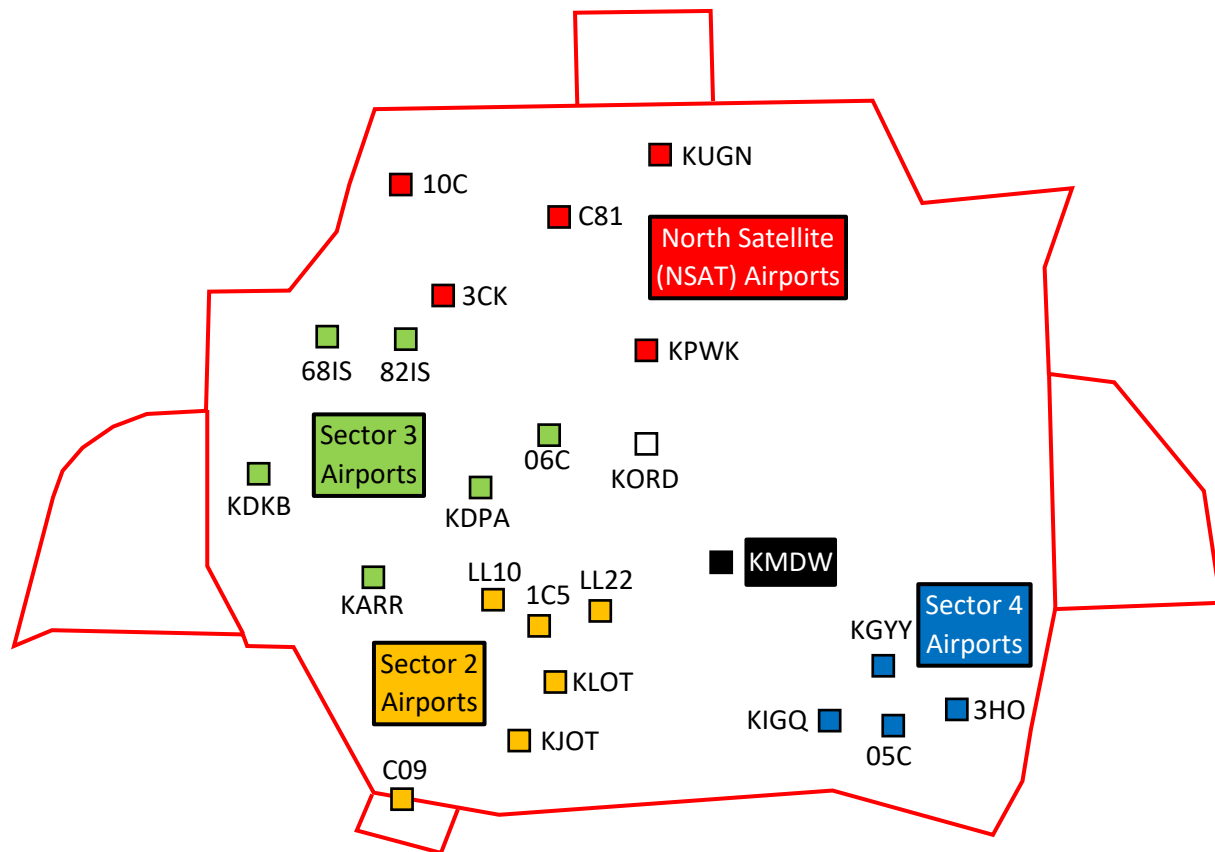 KUGN
10C
C81
North Satellite
(NSAT) Airports
3CK
KPWK
68IS
82IS
Sector 3
Airports
06C
KORD
KDKB
KDPA
KMDW
LL10
1C5
LL22
KARR
Sector 4
Airports
KGYY
Sector 2
Airports
KLOT
3HO
KIGQ
05C
KJOT
C09